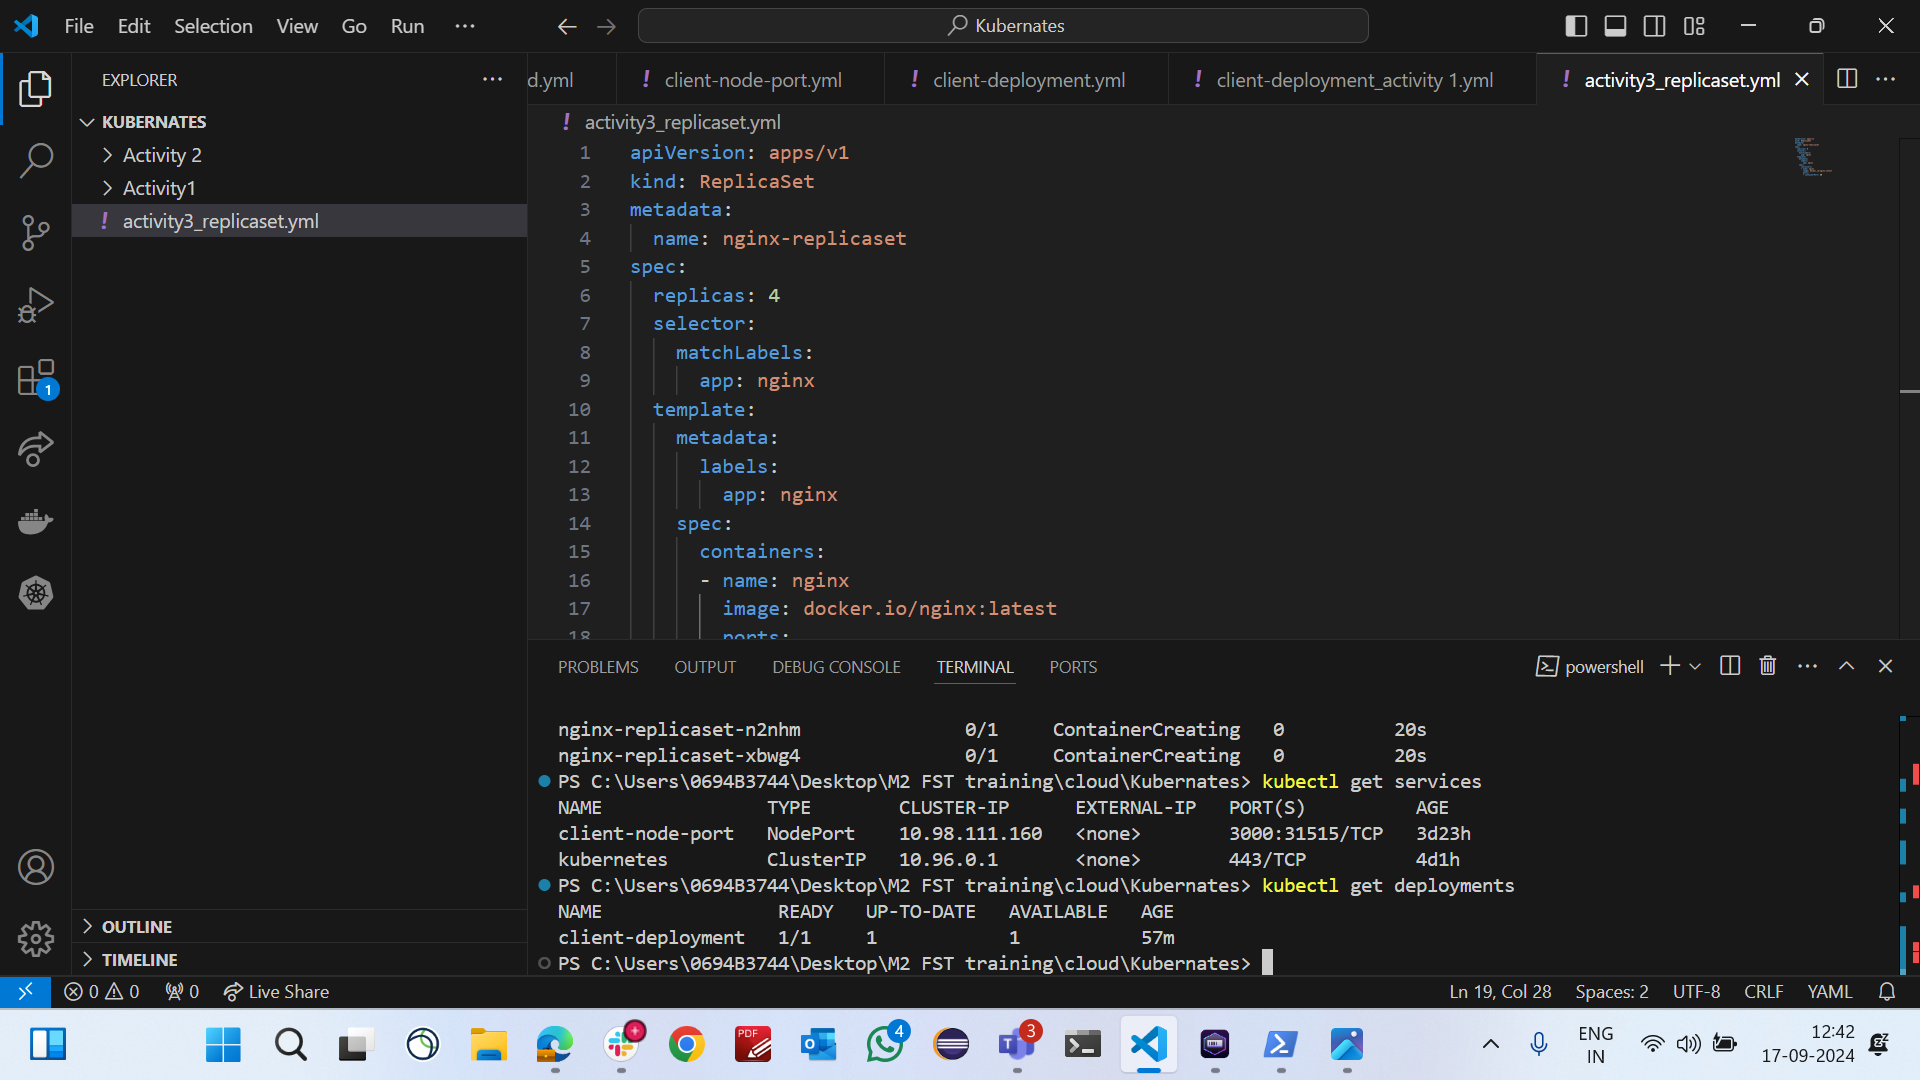 File Edit Selection View Go Run ···
Kubernates
EXPLORER ···
d.yml ! client-node-port.yml ! client-deployment.yml ! client-deployment_activity 1.yml ! activity3_replicaset.yml
KUBERNATES
Activity 2
Activity1
! activity3_replicaset.yml
! activity3_replicaset.yml
1 apiVersion: apps/v1
2 kind: ReplicaSet
3 metadata:
4   name: nginx-replicaset
5 spec:
6   replicas: 4
7   selector:
8     matchLabels:
9       app: nginx
10   template:
11     metadata:
12       labels:
13         app: nginx
14     spec:
15       containers:
16       - name: nginx
17         image: docker.io/nginx:latest
18         ports:
1
PROBLEMS OUTPUT DEBUG CONSOLE TERMINAL PORTS powershell
nginx-replicaset-n2nhm 0/1 ContainerCreating 0 20s
nginx-replicaset-xbwg4 0/1 ContainerCreating 0 20s
PS C:\Users\0694B3744\Desktop\M2 FST training\cloud\Kubernates> kubectl get services
NAME TYPE CLUSTER-IP EXTERNAL-IP PORT(S) AGE
client-node-port NodePort 10.98.111.160 <none> 3000:31515/TCP 3d23h
kubernetes ClusterIP 10.96.0.1 <none> 443/TCP 4d1h
PS C:\Users\0694B3744\Desktop\M2 FST training\cloud\Kubernates> kubectl get deployments
NAME READY UP-TO-DATE AVAILABLE AGE
client-deployment 1/1 1 1 57m
PS C:\Users\0694B3744\Desktop\M2 FST training\cloud\Kubernates>
OUTLINE
TIMELINE
0 0 0 Live Share Ln 19, Col 28 Spaces: 2 UTF-8 CRLF YAML
PDF 4 3
ENG
IN
12:42
17-09-2024